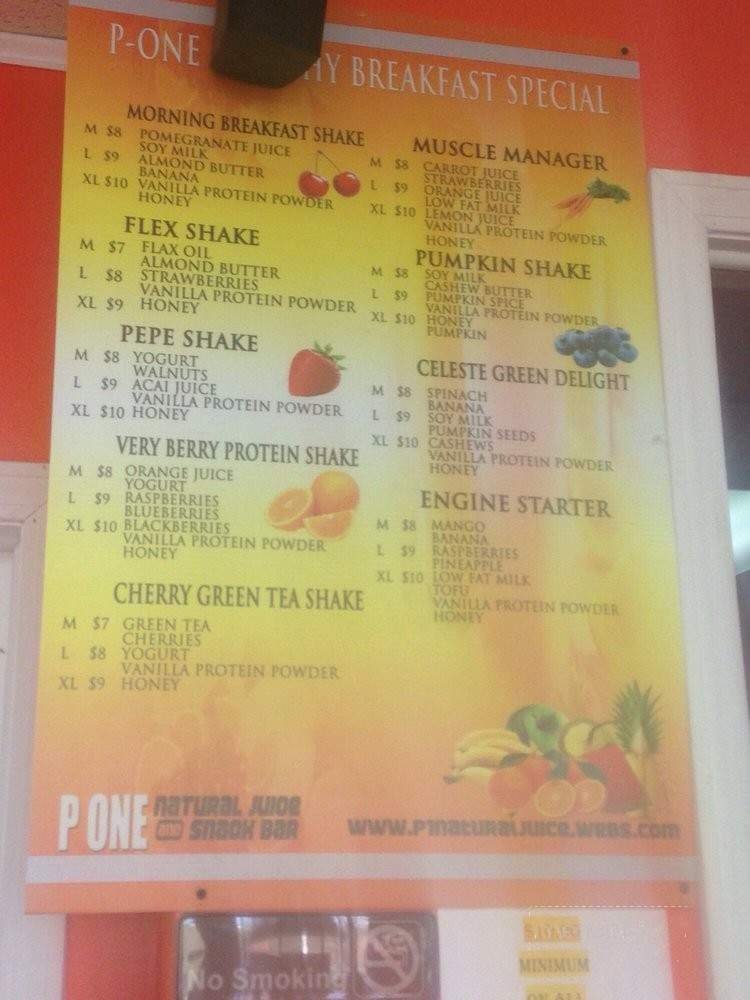 P-ONE HY BREAKFAST SPECIAL
MORNING BREAKFAST SHAKE
M $8 POMEGRANATE JUICE
SOY MILK
L $9 ALMOND BUTTER
BANANA
XL $10 VANILLA PROTEIN POWDER
HONEY
FLEX SHAKE
M $7 FLAX OIL
ALMOND BUTTER
L $8 STRAWBERRIES
VANILLA PROTEIN POWDER
XL $9 HONEY
PEPE SHAKE
M $8 YOGURT
WALNUTS
L $9 ACAI JUICE
VANILLA PROTEIN POWDER
XL $10 HONEY
VERY BERRY PROTEIN SHAKE
M $8 ORANGE JUICE
YOGURT
L $9 RASPBERRIES
BLUEBERRIES
XL $10 BLACKBERRIES
VANILLA PROTEIN POWDER
HONEY
CHERRY GREEN TEA SHAKE
M $7 GREEN TEA
CHERRIES
L $8 YOGURT
VANILLA PROTEIN POWDER
XL $9 HONEY
MUSCLE MANAGER
M $8 CARROT JUICE
STRAWBERRIES
L $9 ORANGE JUICE
LOW FAT MILK
XL $10 LEMON JUICE
VANILLA PROTEIN POWDER
HONEY
PUMPKIN SHAKE
M $8 SOY MILK
CASHEW BUTTER
L $9 PUMPKIN SPICE
VANILLA PROTEIN POWDER
XL $10 HONEY
PUMPKIN
CELESTE GREEN DELIGHT
M $8 SPINACH
BANANA
L $9 SOY MILK
PUMPKIN SEEDS
XL $10 CASHEWS
VANILLA PROTEIN POWDER
HONEY
ENGINE STARTER
M $8 MANGO
BANANA
L $9 RASPBERRIES
PINEAPPLE
XL $10 LOW FAT MILK
TOFU
VANILLA PROTEIN POWDER
HONEY
P ONE NATURAL JUICE
AND SNACK BAR
www.P1naturaljuice.webs.com
No Smoking
MINIMUM
ON ALL